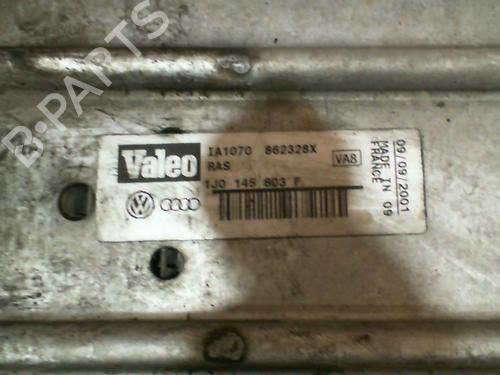 B-PARTS
Valeo
IA1070 862328X
RAS
VA8
1J0 145 803 F
09/09/2001
MADE IN 09
FRANCE